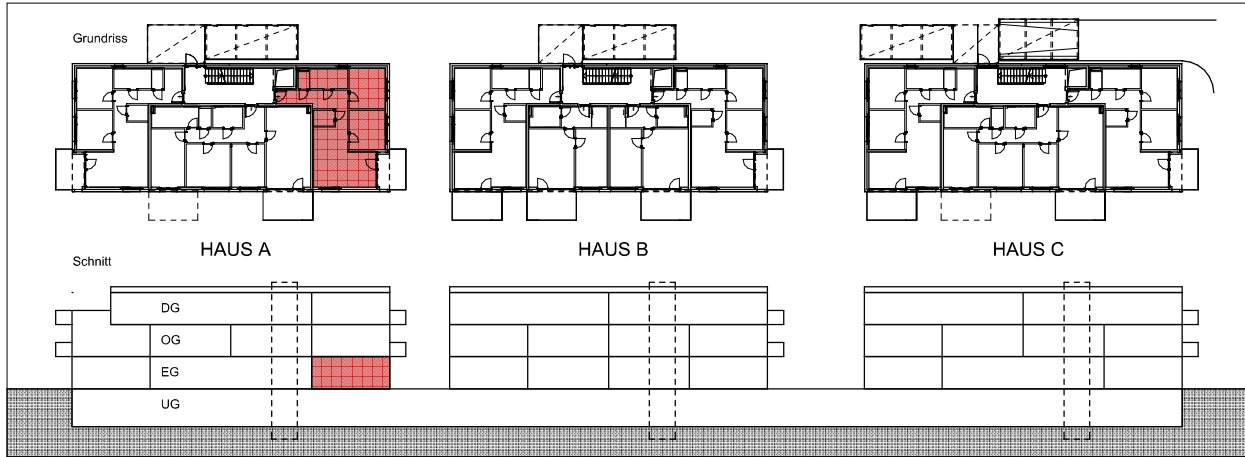 Grundriss
HAUS A
HAUS B
HAUS C
Schnitt
DG
OG
EG
UG